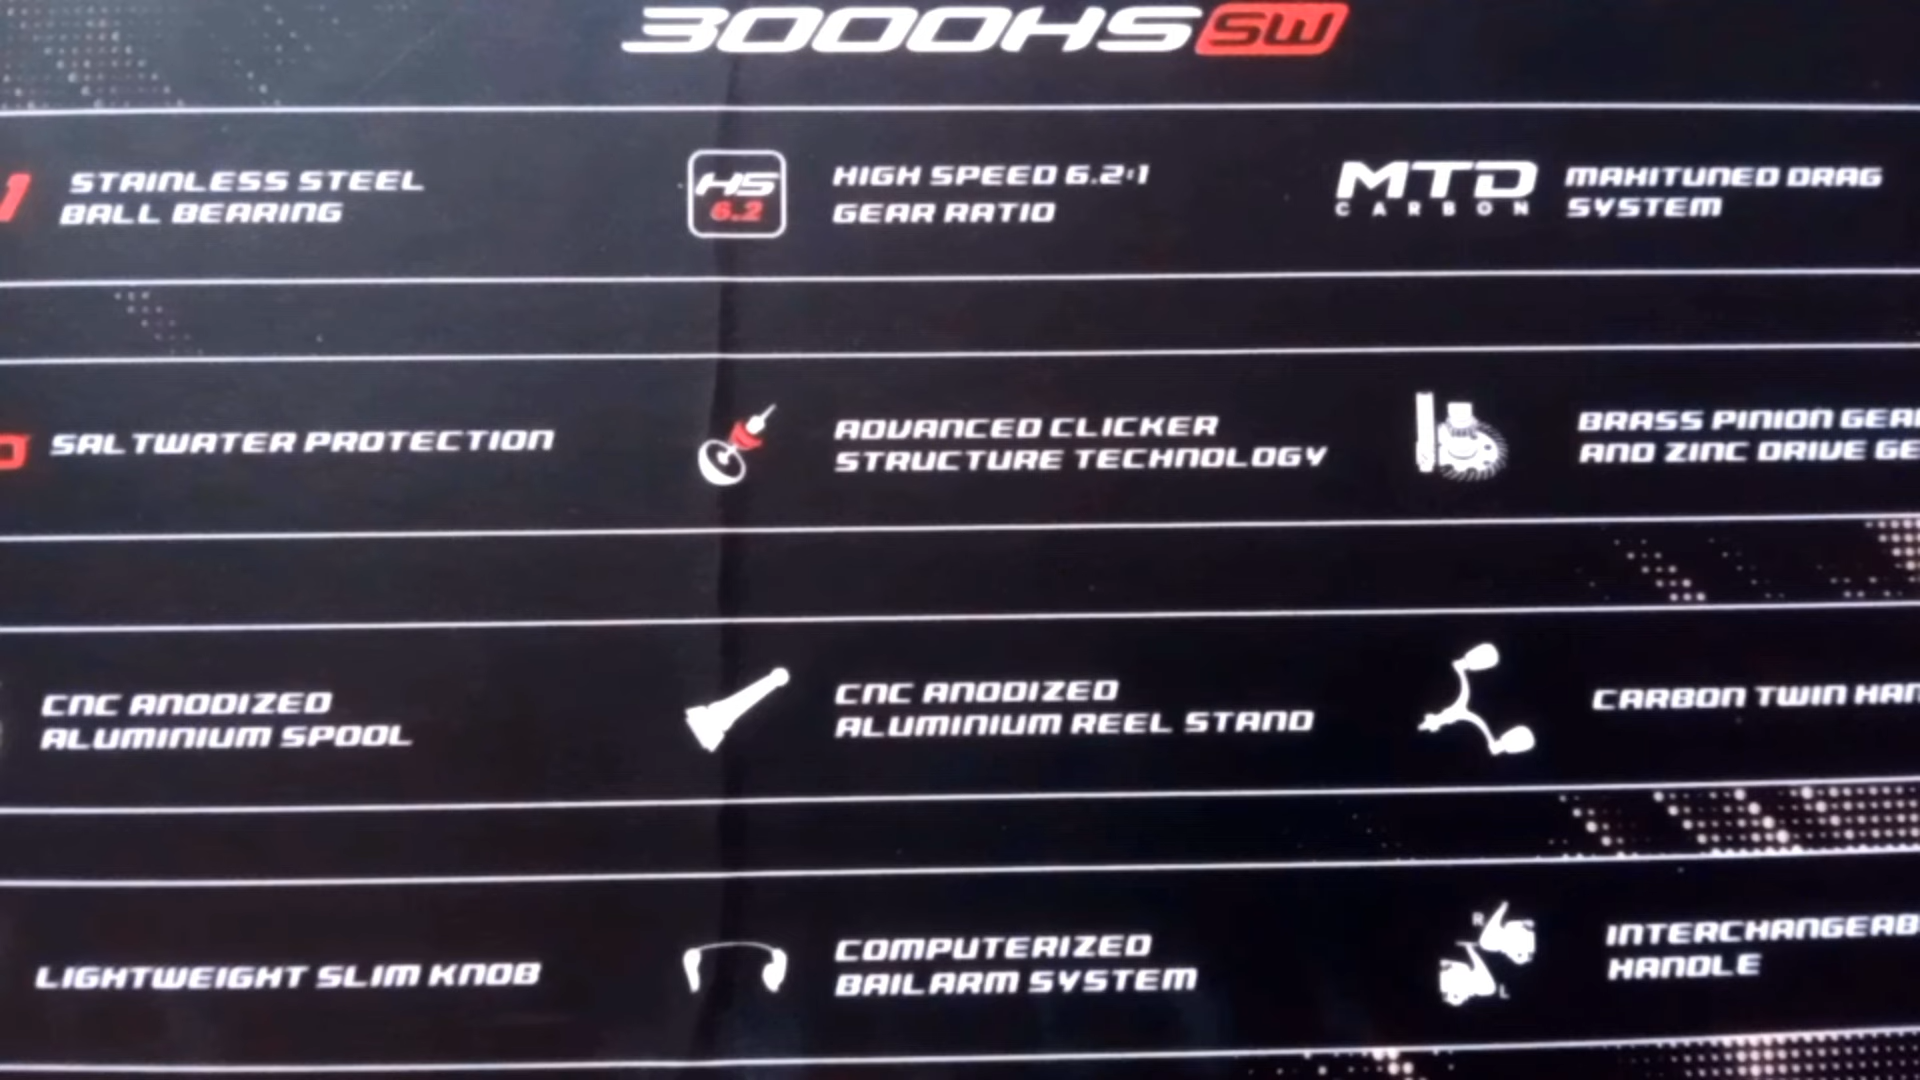 3000HS SW
1 STAINLESS STEEL
BALL BEARING
HS
6.2
HIGH SPEED 6.2:1
GEAR RATIO
MTD
CARBON
MAXITUNED DRAG
SYSTEM
SALTWATER PROTECTION
ADVANCED CLICKER
STRUCTURE TECHNOLOGY
BRASS PINION
AND ZINC DRIVE
CNC ANODIZED
ALUMINIUM SPOOL
CNC ANODIZED
ALUMINIUM REEL STAND
CARBON TWIN
LIGHTWEIGHT SLIM KNOB
COMPUTERIZED
BAILARM SYSTEM
R
L
HANDLE